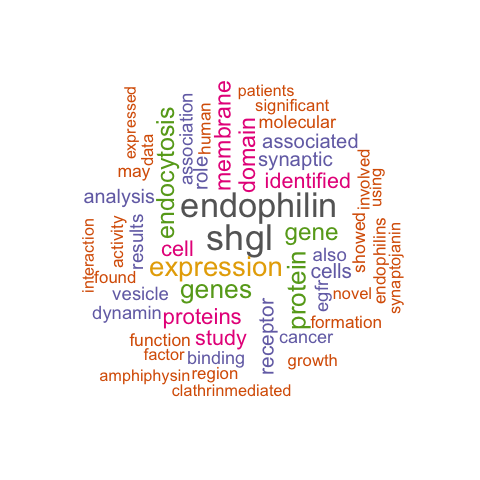 patients
significant
molecular
associated
synaptic
identified
expressed
data
may
endocytosis
association
role
human
membrane
domain
analysis
endophilin
shgl
gene
cell
expression
genes
interaction
activity
results
found
vesicle
dynamin
proteins
study
function
factor
binding
region
amphiphysin
clathrinmediated
receptor
protein
also
cells
egfr
novel
formation
cancer
growth
showed
involved
using
endophilins
synaptojanin